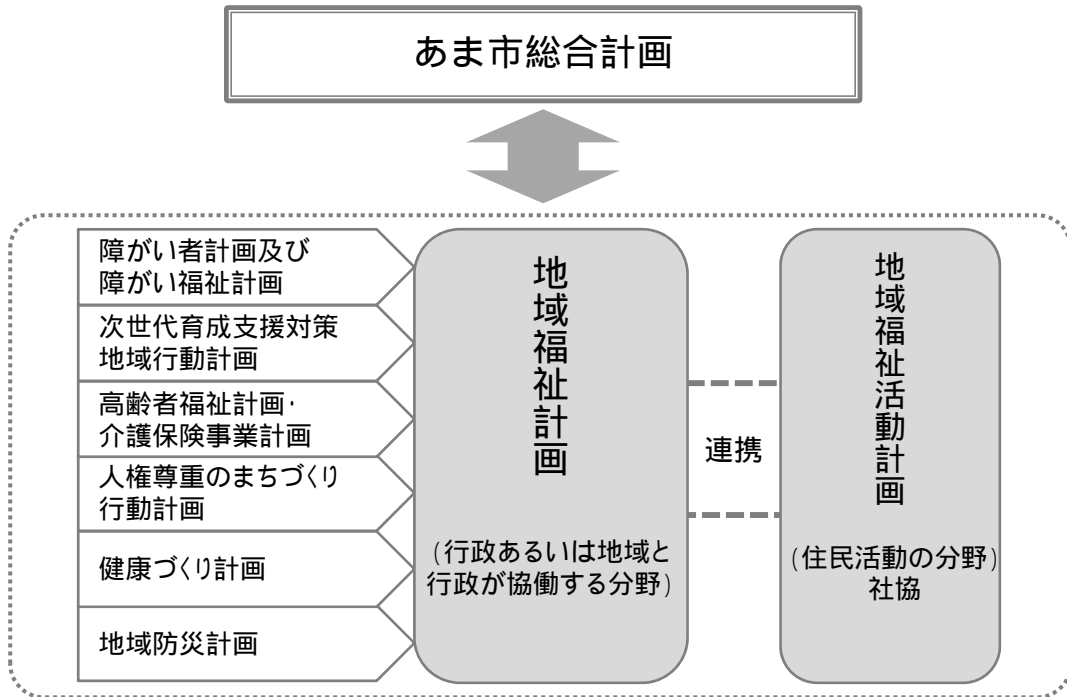 あま市総合計画
障がい者計画及び
障がい福祉計画
次世代育成支援対策
地域行動計画
高齢者福祉計画・
介護保険事業計画
人権尊重のまちづくり
行動計画
健康づくり計画
地域防災計画
地域福祉計画
(行政あるいは地域と
行政が協働する分野)
連携
地域福祉活動計画
(住民活動の分野)
社協